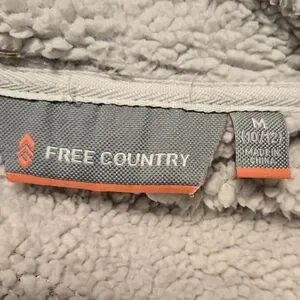 FREE COUNTRY
M
(10/12)
MADE IN
CHINA